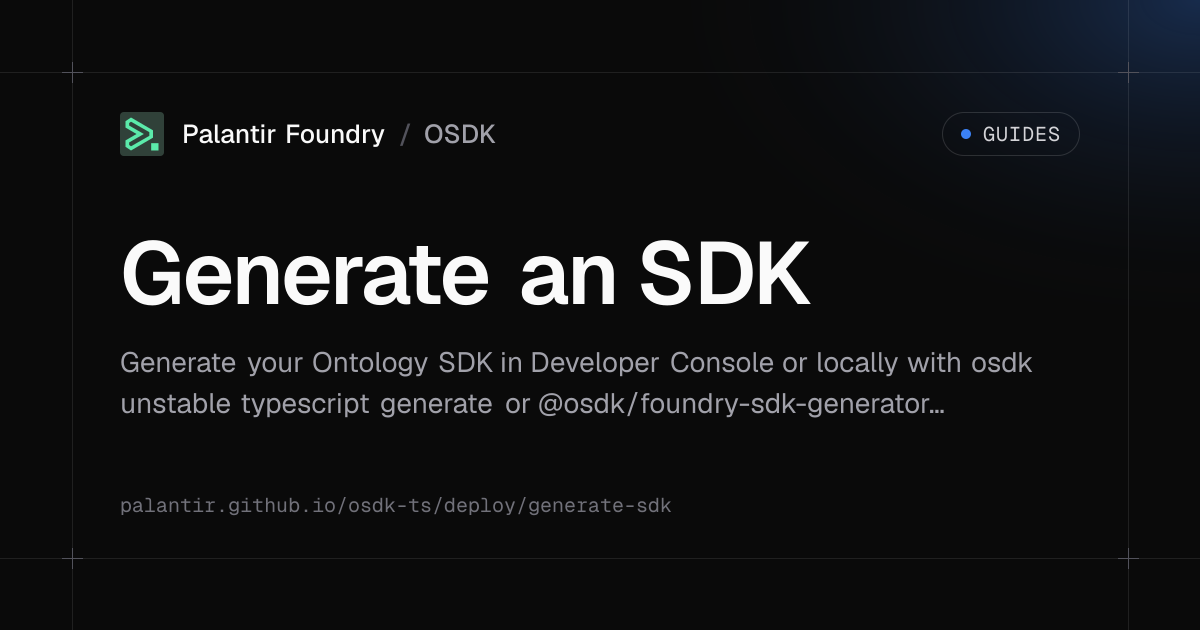 Palantir Foundry / OSDK
GUIDES
Generate an SDK
Generate your Ontology SDK in Developer Console or locally with osdk
unstable typescript generate or @osdk/foundry-sdk-generator…
palantir.github.io/osdk-ts/deploy/generate-sdk